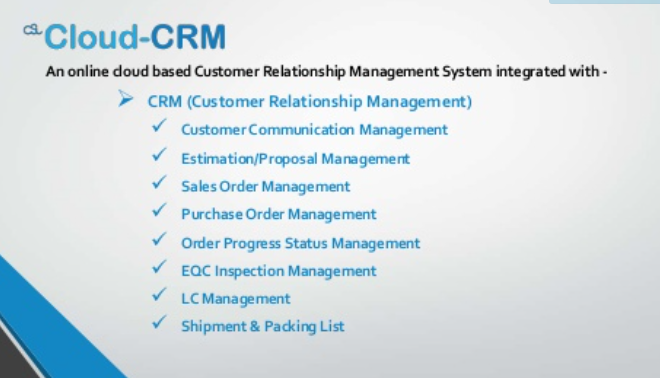 CSL Cloud-CRM
An online cloud based Customer Relationship Management System integrated with -
CRM (Customer Relationship Management)
Customer Communication Management
Estimation/Proposal Management
Sales Order Management
Purchase Order Management
Order Progress Status Management
EQC Inspection Management
LC Management
Shipment & Packing List